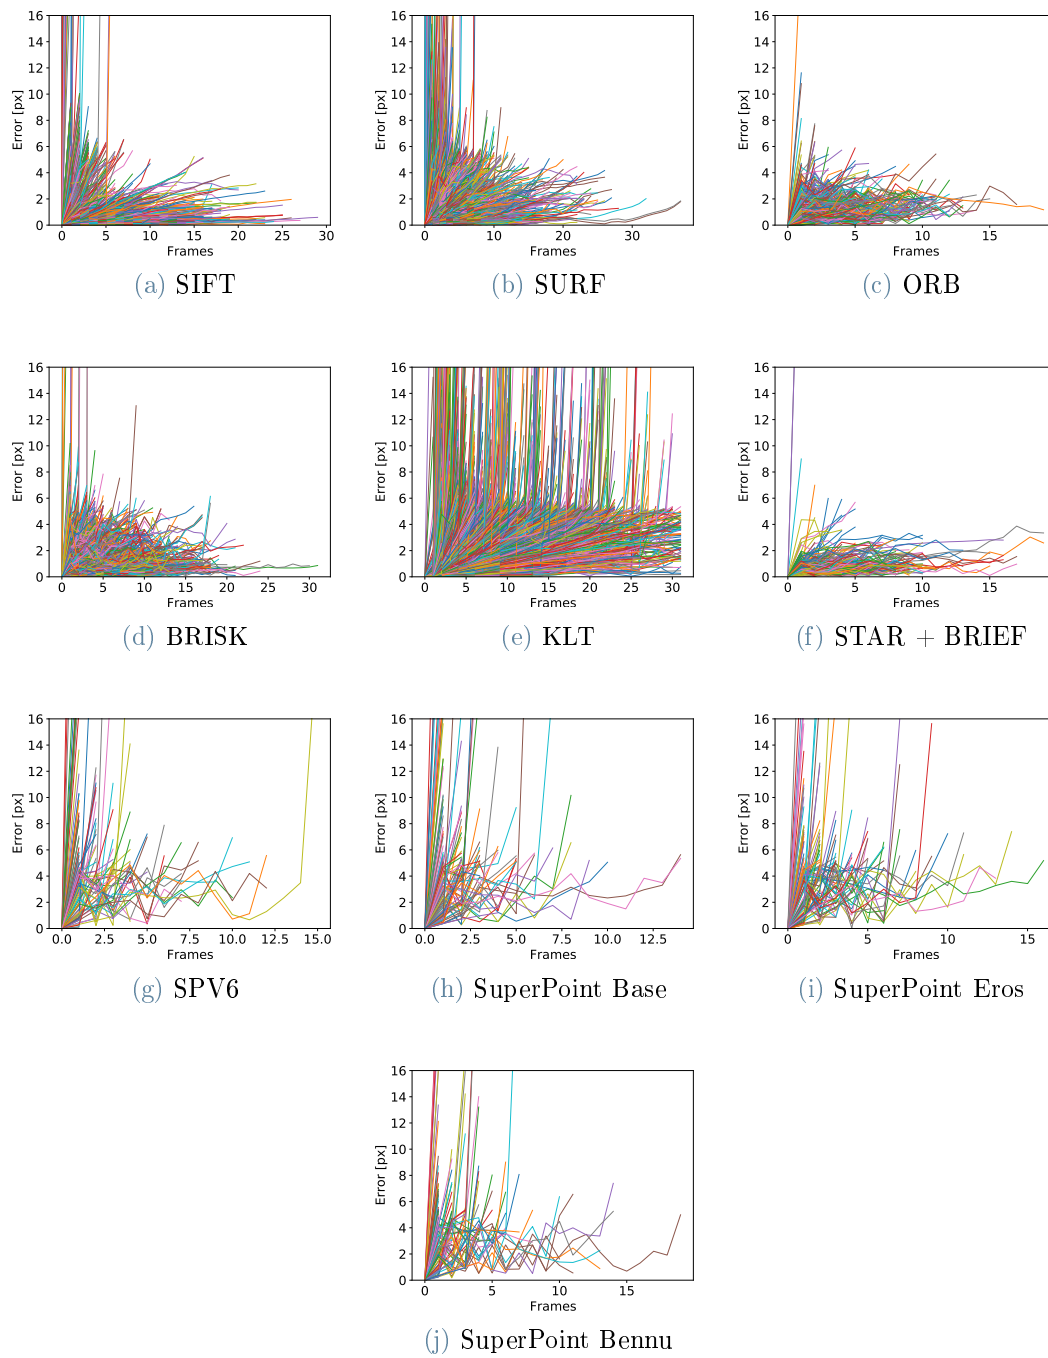 16
14
12
10
8
6
4
2
0
Error [px]
0 5 10 15 20 25 30
Frames
(a) SIFT
16
14
12
10
8
6
4
2
0
Error [px]
0 10 20 30
Frames
(b) SURF
16
14
12
10
8
6
4
2
0
Error [px]
0 5 10 15
Frames
(c) ORB
16
14
12
10
8
6
4
2
0
Error [px]
0 5 10 15 20 25 30
Frames
(d) BRISK
16
14
12
10
8
6
4
2
0
Error [px]
0 5 10 15 20 25 30
Frames
(e) KLT
16
14
12
10
8
6
4
2
0
Error [px]
0 5 10 15
Frames
(f) STAR + BRIEF
16
14
12
10
8
6
4
2
0
Error [px]
0.0 2.5 5.0 7.5 10.0 12.5 15.0
Frames
(g) SPV6
16
14
12
10
8
6
4
2
0
Error [px]
0.0 2.5 5.0 7.5 10.0 12.5
Frames
(h) SuperPoint Base
16
14
12
10
8
6
4
2
0
Error [px]
0 5 10 15
Frames
(i) SuperPoint Eros
16
14
12
10
8
6
4
2
0
Error [px]
0 5 10 15
Frames
(j) SuperPoint Bennu